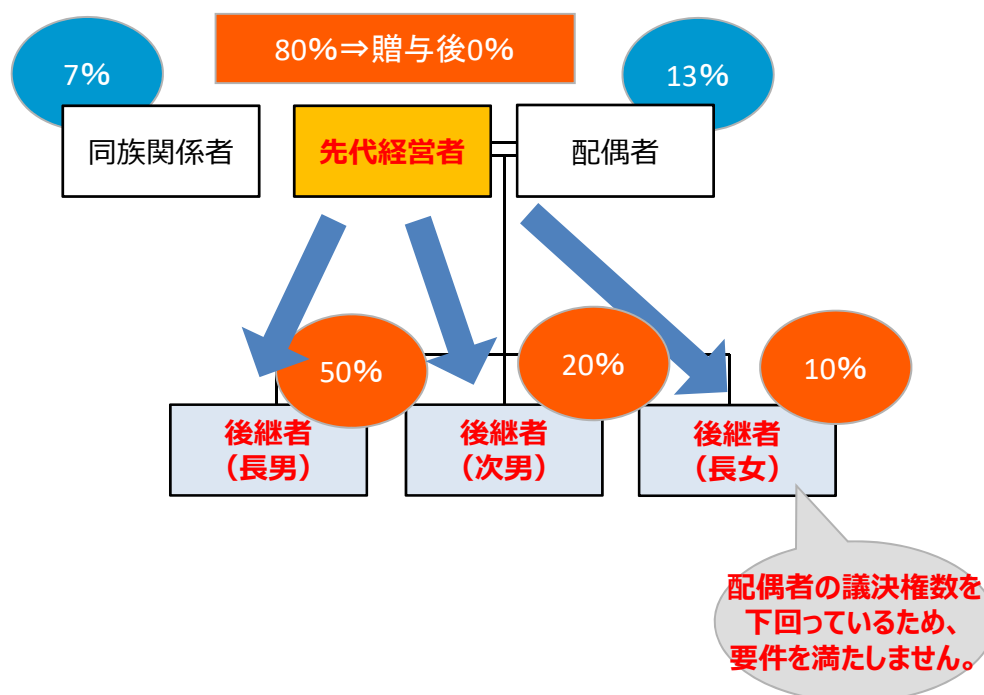 80%⇒贈与後0%
7%
13%
同族関係者
先代経営者
配偶者
50%
20%
10%
後継者
（長男）
後継者
（次男）
後継者
（長女）
配偶者の議決権数を
下回っているため、
要件を満たしません。